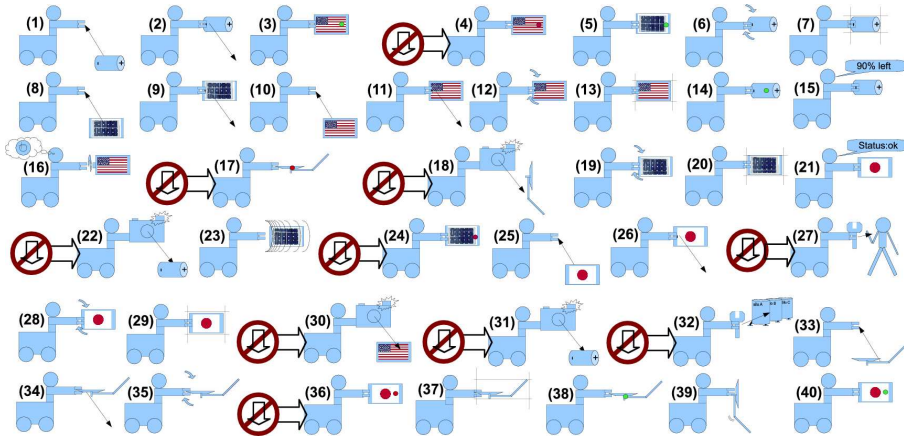 (1) (2) (3) (4) (5) (6) (7)
90% left
(8) (9) (10) (11) (12) (13) (14) (15)
Status:ok
(16) (17) (18) (19) (20) (21)
(22) (23) (24) (25) (26) (27)
(28) (29) (30) (31) (32) (33)
(34) (35) (36) (37) (38) (39) (40)